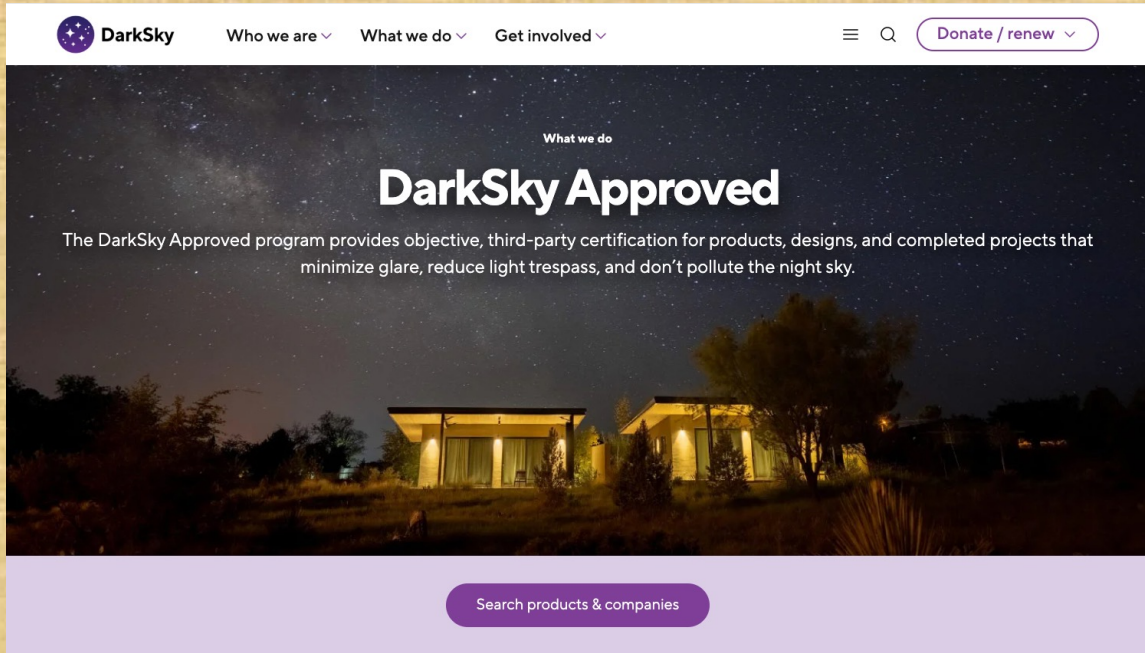 DarkSky
Who we are
What we do
Get involved
Donate / renew
What we do
DarkSky Approved
The DarkSky Approved program provides objective, third-party certification for products, designs, and completed projects that
minimize glare, reduce light trespass, and don’t pollute the night sky.
Search products & companies